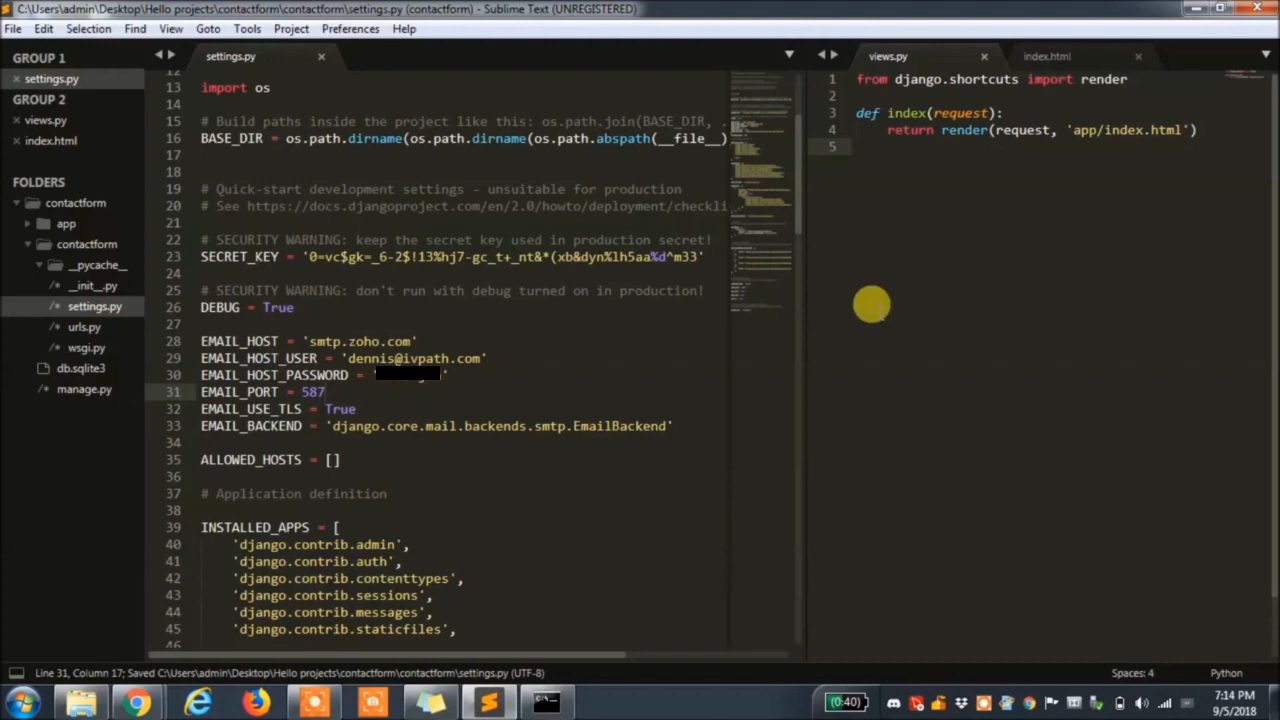 C:\Users\admin\Desktop\Hello projects\contactform\contactform\settings.py (contactform) - Sublime Text (UNREGISTERED)
File Edit Selection Find View Goto Tools Project Preferences Help
GROUP 1
settings.py
GROUP 2
views.py
index.html
FOLDERS
contactform
app
contactform
__pycache__
__init__.py
settings.py
urls.py
wsgi.py
db.sqlite3
manage.py
settings.py
12
13 import os
14
15 # Build paths inside the project like this: os.path.join(BASE_DIR, .
16 BASE_DIR = os.path.dirname(os.path.dirname(os.path.abspath(__file__)
17
18
19 # Quick-start development settings - unsuitable for production
20 # See https://docs.djangoproject.com/en/2.0/howto/deployment/checkli
21
22 # SECURITY WARNING: keep the secret key used in production secret!
23 SECRET_KEY = '0=vc$gk=_6-2$!13%hj7-gc_t+_nt&*(xb&dyn%lh5aa%d^m33'
24
25 # SECURITY WARNING: don't run with debug turned on in production!
26 DEBUG = True
27
28 EMAIL_HOST = 'smtp.zoho.com'
29 EMAIL_HOST_USER = 'dennis@ivpath.com'
30 EMAIL_HOST_PASSWORD = ' '
31 EMAIL_PORT = 587
32 EMAIL_USE_TLS = True
33 EMAIL_BACKEND = 'django.core.mail.backends.smtp.EmailBackend'
34
35 ALLOWED_HOSTS = []
36
37 # Application definition
38
39 INSTALLED_APPS = [
40 'django.contrib.admin',
41 'django.contrib.auth',
42 'django.contrib.contenttypes',
43 'django.contrib.sessions',
44 'django.contrib.messages',
45 'django.contrib.staticfiles',
46
views.py index.html
1 from django.shortcuts import render
2
3 def index(request):
4 return render(request, 'app/index.html')
5
Line 31, Column 17; Saved C:\Users\admin\Desktop\Hello projects\contactform\contactform\settings.py (UTF-8)
Spaces: 4 Python
(0:40)
7:14 PM
9/5/2018